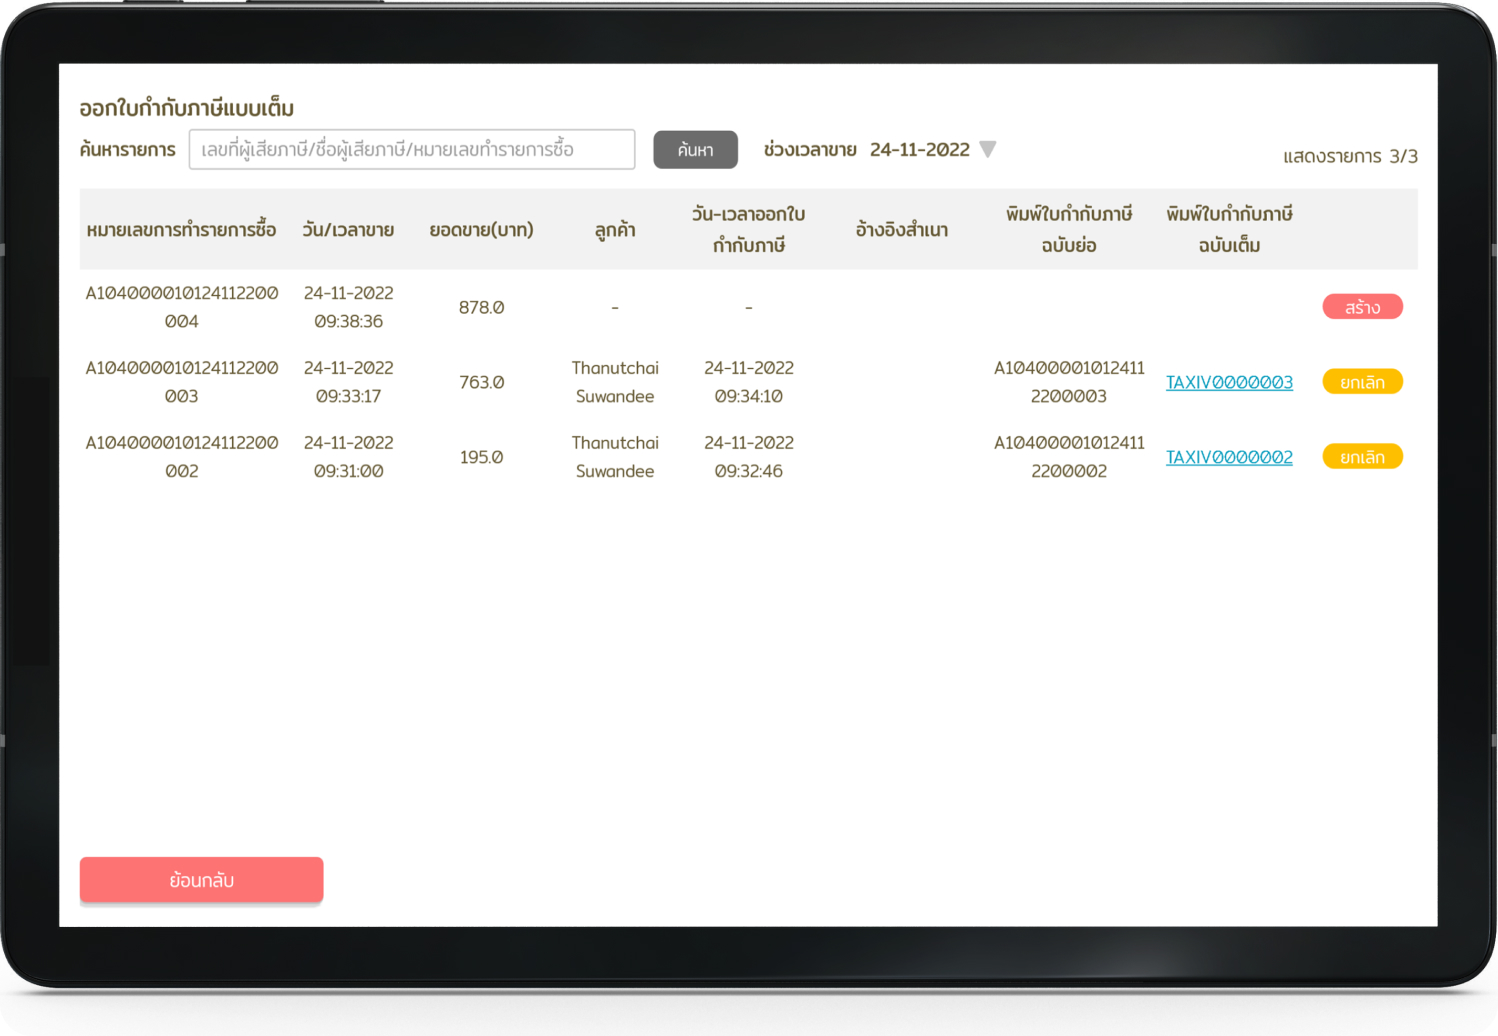 ออกใบกำกับภาษีแบบเต็ม
ค้นหารายการ เลขที่ผู้เสียภาษี/ชื่อผู้เสียภาษี/หมายเลขทำรายการซื้อ ค้นหา ช่วงเวลาขาย 24-11-2022
แสดงรายการ 3/3
หมายเลขการทำรายการซื้อ วัน/เวลาขาย ยอดขาย(บาท) ลูกค้า วัน-เวลาออกใบ
กำกับภาษี อ้างอิงสำเนา พิมพ์ใบกำกับภาษี
ฉบับย่อ พิมพ์ใบกำกับภาษี
ฉบับเต็ม
A1040000101241122​00 24-11-2022
004 09:38:36 878.0 - - สร้าง
A104000010124112200 24-11-2022 Thanutchai 24-11-2022 A10400001012411
003 09:33:17 763.0 Suwandee 09:34:10 2200003 TAXIV0000003 ยกเลิก
A104000010124112200 24-11-2022 Thanutchai 24-11-2022 A10400001012411
002 09:31:00 195.0 Suwandee 09:32:46 2200002 TAXIV0000002 ยกเลิก
ย้อนกลับ